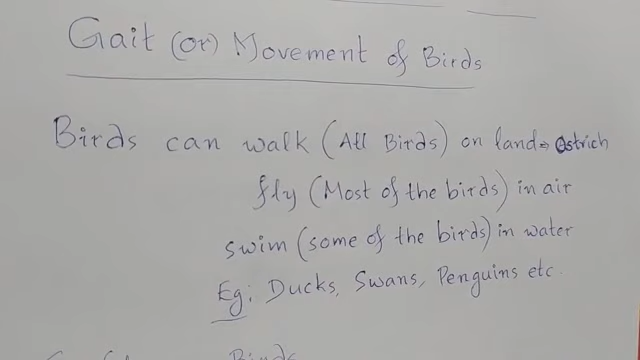 Gait (or) Movement of Birds
Birds can walk (All Birds) on land Ostrich
fly (Most of the birds) in air
swim (some of the birds) in water
Eg: Ducks, Swans, Penguins etc.
Birds